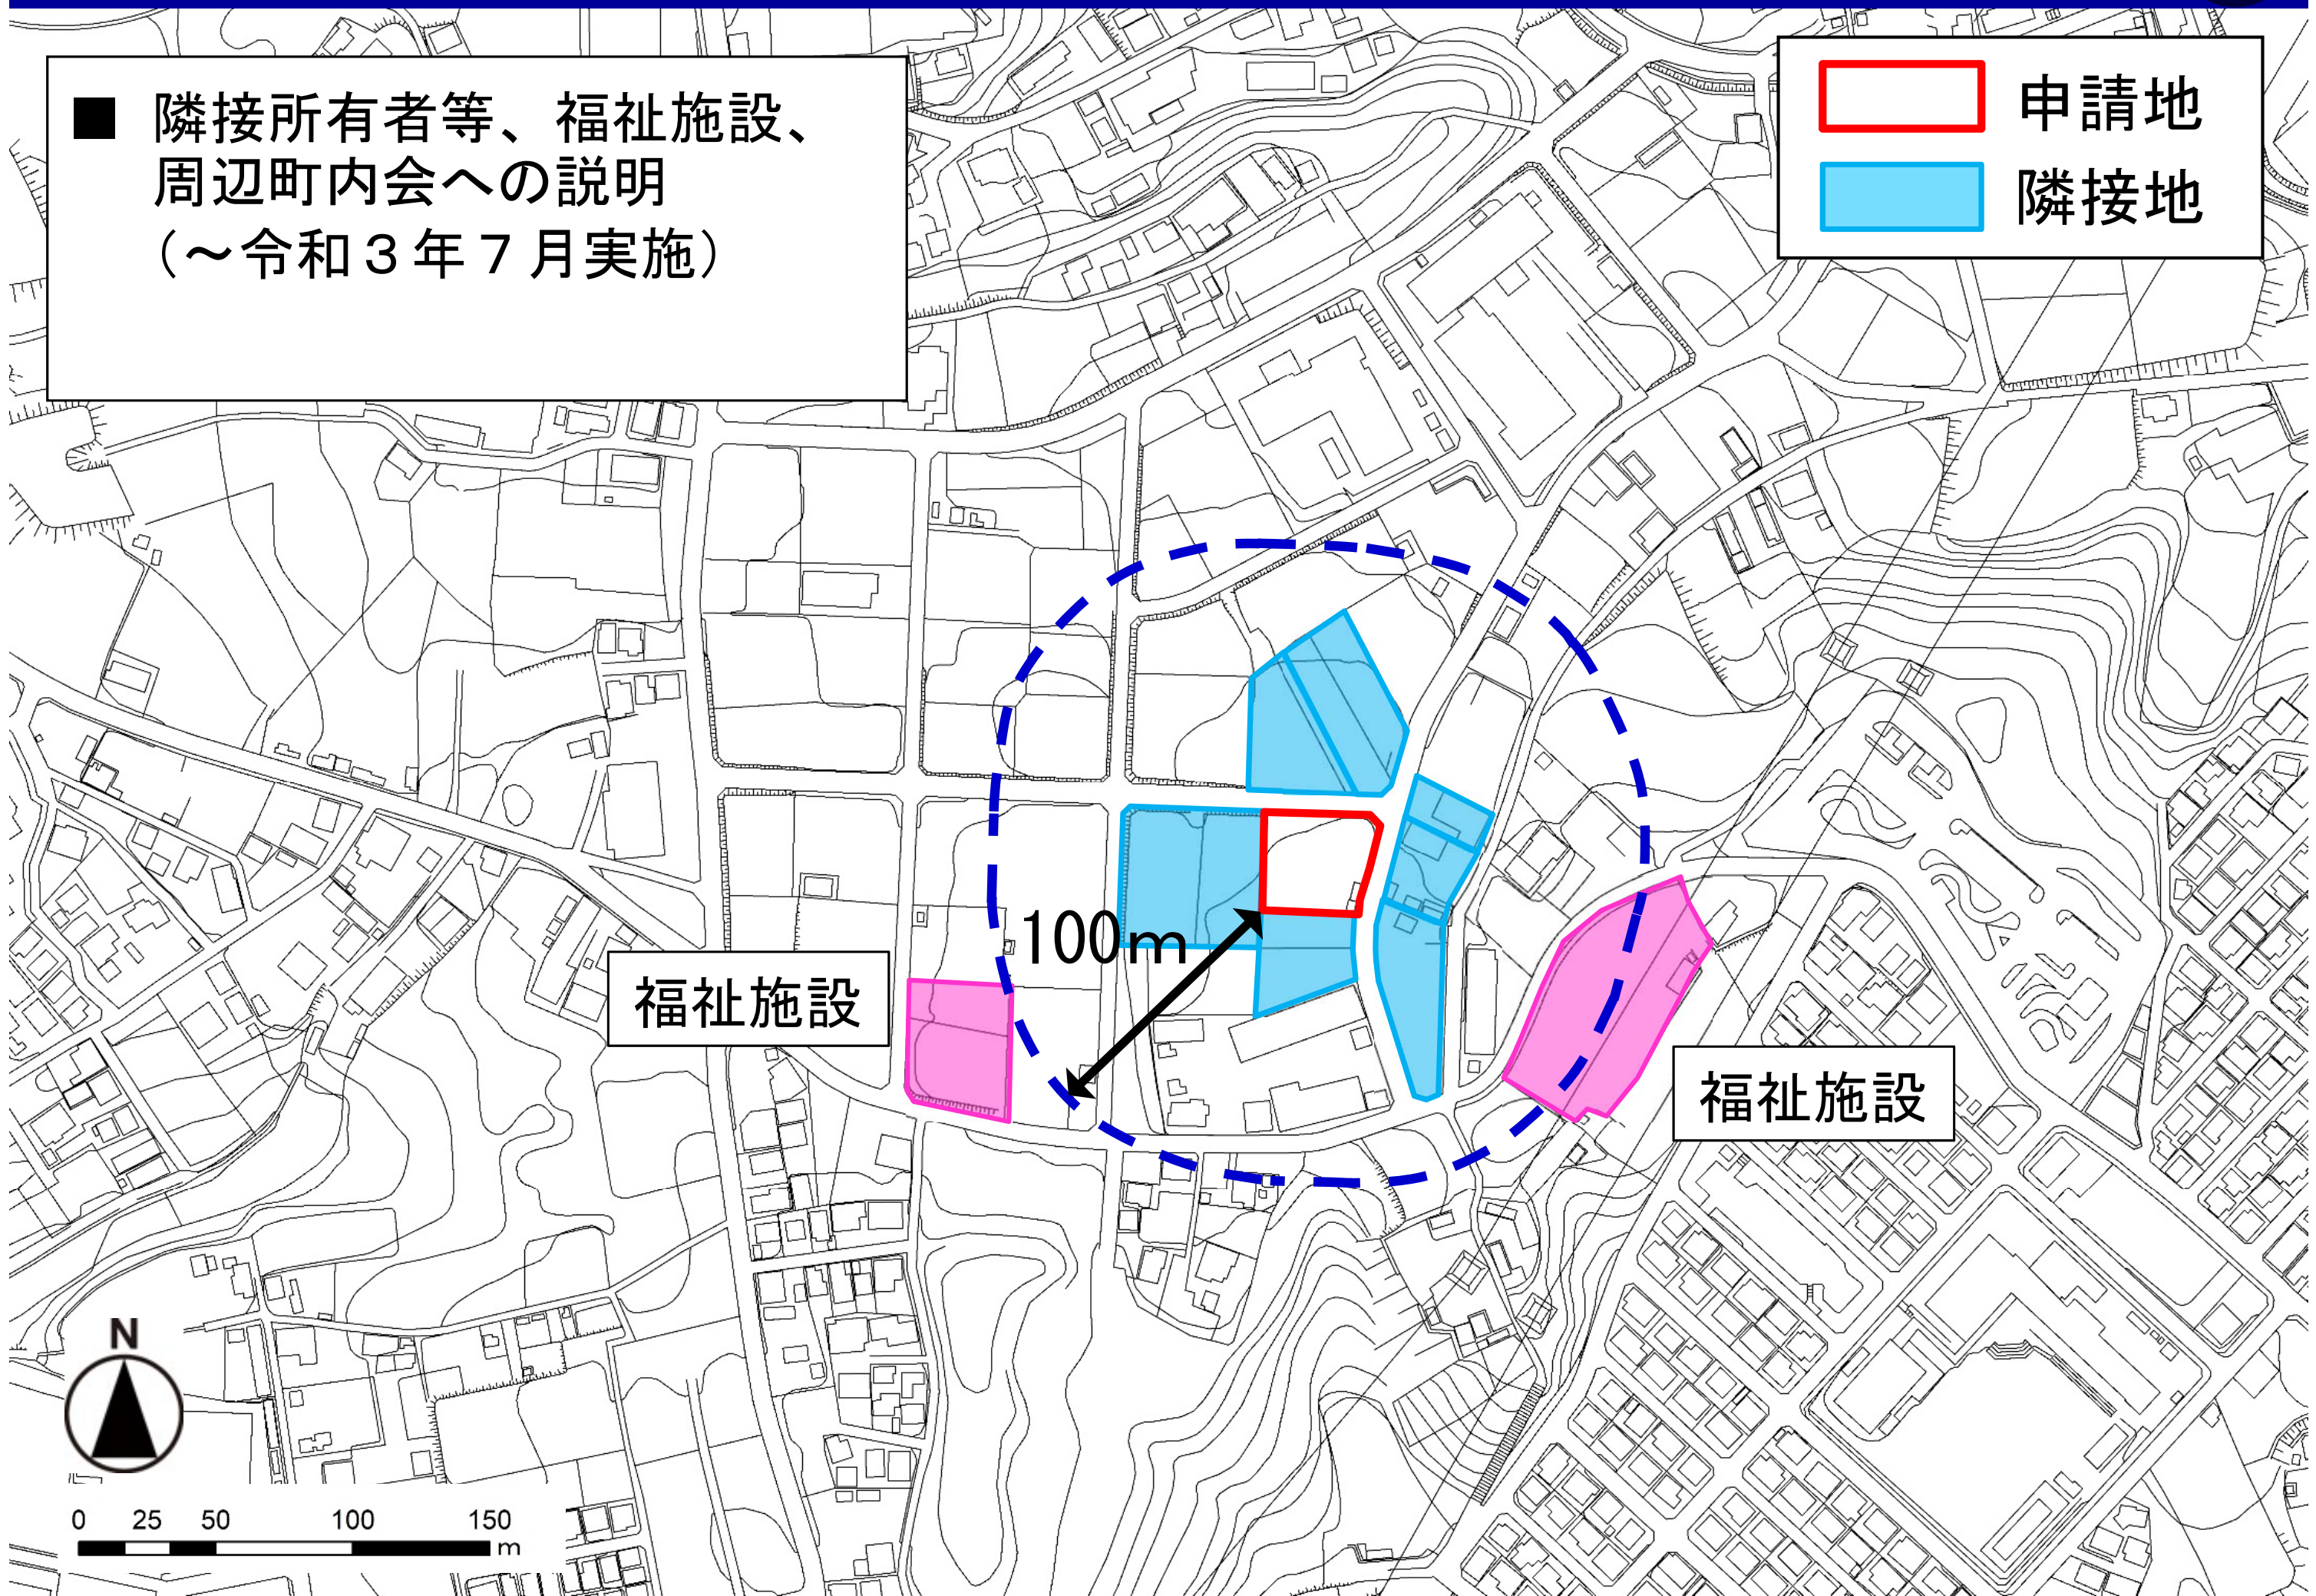 ■ 隣接所有者等、福祉施設、
周辺町内会への説明
（～令和３年７月実施）
申請地
隣接地
100m
福祉施設
福祉施設
N
0 25 50 100 150
m